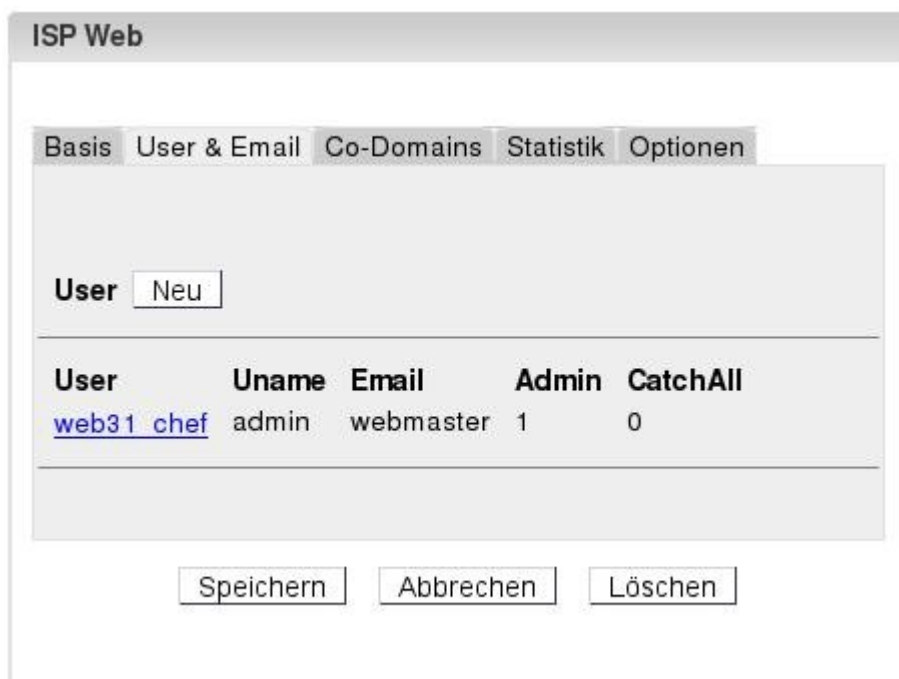 ISP Web
Basis User & Email Co-Domains Statistik Optionen
User Neu
User Uname Email Admin CatchAll
web31_chef admin webmaster 1 0
Speichern Abbrechen Löschen